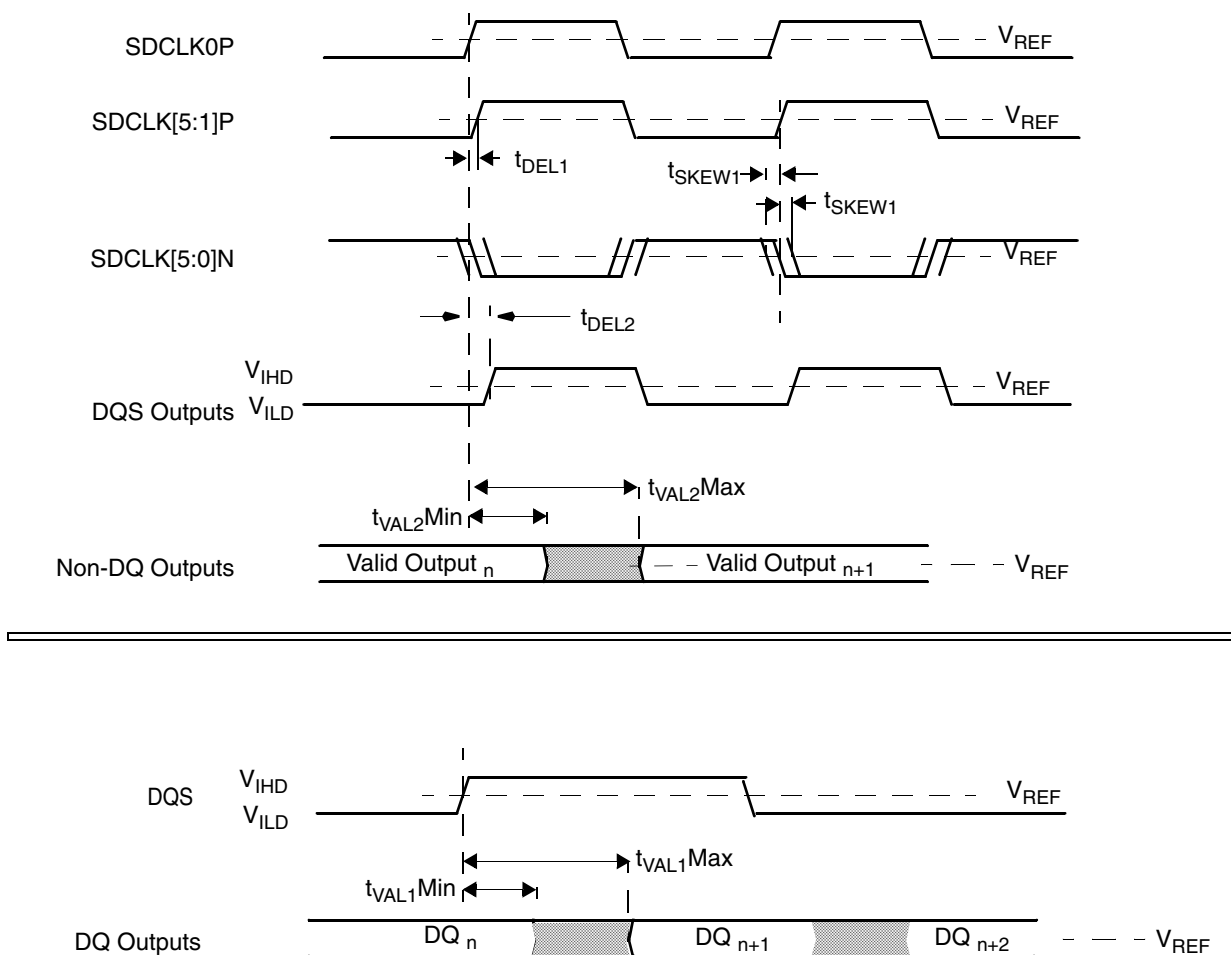 SDCLK0P
V_REF
SDCLK[5:1]P
V_REF
t_DEL1
t_SKEW1
t_SKEW1
SDCLK[5:0]N
V_REF
t_DEL2
V_IHD
V_REF
DQS Outputs V_ILD
t_VAL2Max
t_VAL2Min
Non-DQ Outputs Valid Output n Valid Output n+1 V_REF
V_IHD
DQS V_REF
V_ILD
t_VAL1Max
t_VAL1Min
DQ Outputs DQ n DQ n+1 DQ n+2 V_REF